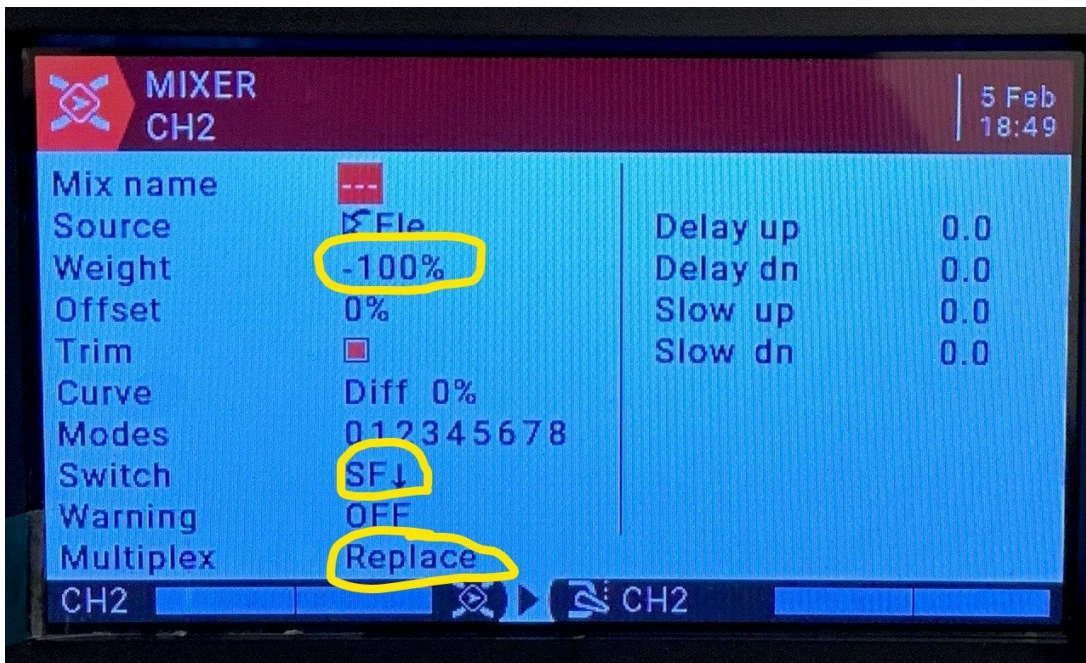 MIXER
CH2
5 Feb
18:49
Mix name ---
Source Ele
Weight -100%
Offset 0%
Trim
Curve Diff 0%
Modes 012345678
Switch SF↓
Warning OFF
Multiplex Replace
Delay up 0.0
Delay dn 0.0
Slow up 0.0
Slow dn 0.0
CH2
CH2